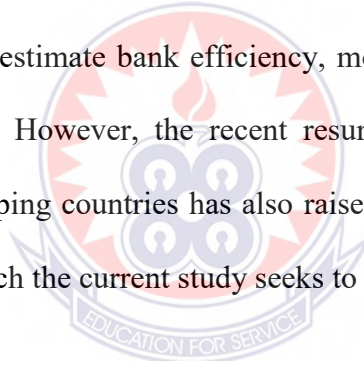 estimate bank efficiency, mo
However, the recent resur
ping countries has also raise
ch the current study seeks to
EDUCATION FOR SERVICE